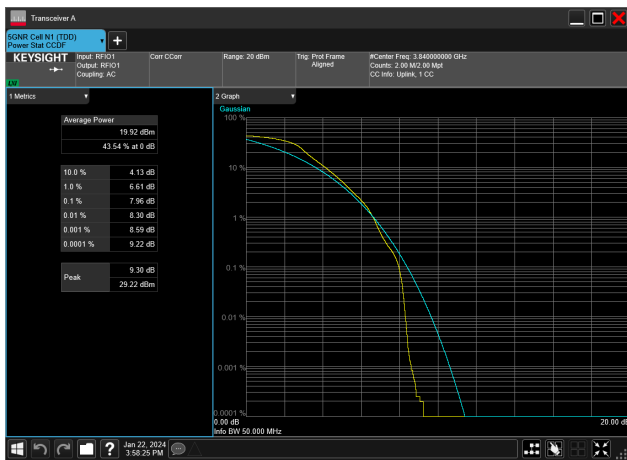 Transceiver A
5GNR Cell N1 (TDD)
Power Stat CCDF
KEYSIGHT
LXI
Input: RFIO1
Output: RFIO1
Coupling: AC
Corr CCorr
Range: 20 dBm
Trig: Prot Frame
Aligned
#Center Freq: 3.840000000 GHz
Counts: 2.00 M/2.00 Mpt
CC Info: Uplink, 1 CC
1 Metrics
Average Power
19.92 dBm
43.54 % at 0 dB
10.0 % 4.13 dB
1.0 % 6.61 dB
0.1 % 7.96 dB
0.01 % 8.30 dB
0.001 % 8.59 dB
0.0001 % 9.22 dB
Peak
9.30 dB
29.22 dBm
2 Graph
Gaussian
100 %
10 %
1 %
0.1 %
0.01 %
0.001 %
0.0001 %
0.00 dB
20.00 dB
Info BW 50.000 MHz
Jan 22, 2024
3:58:25 PM